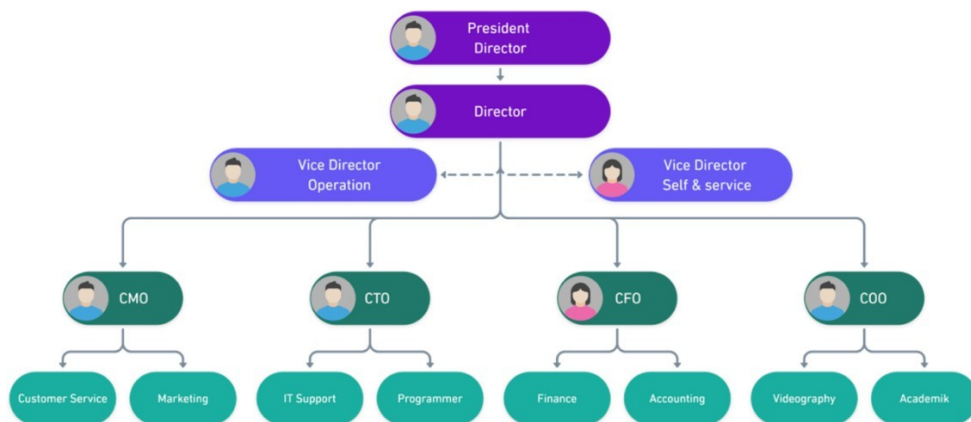 President
Director
Director
Vice Director
Operation
Vice Director
Self & service
CMO
CTO
CFO
COO
Customer Service
Marketing
IT Support
Programmer
Finance
Accounting
Videography
Academik